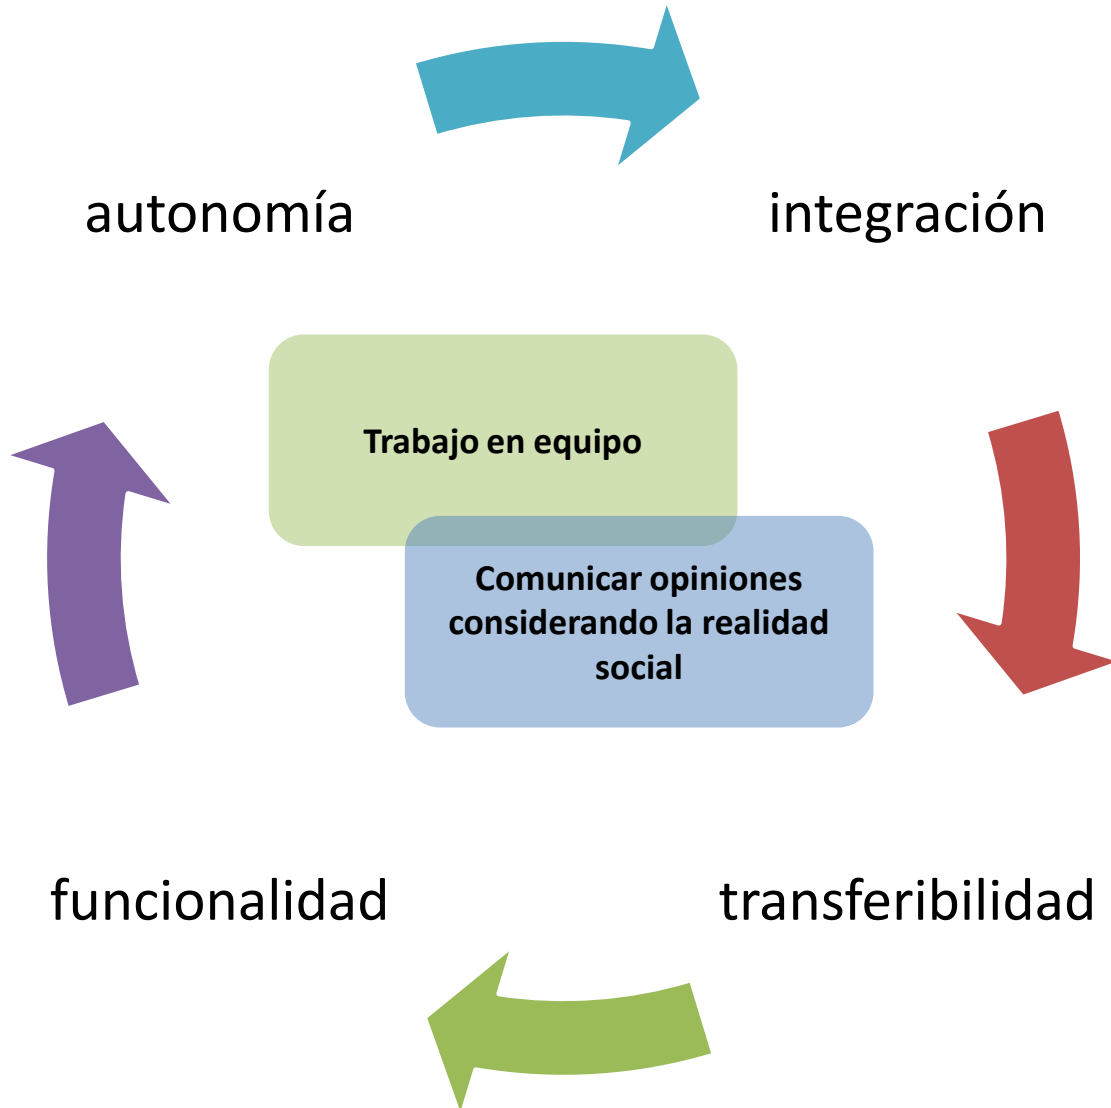 autonomía
integración
Trabajo en equipo
Comunicar opiniones
considerando la realidad
social
funcionalidad
transferibilidad